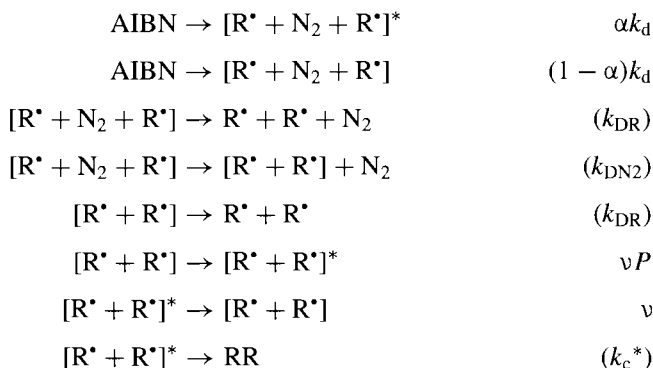 AIBN → [R• + N₂ + R•]* αk_d
AIBN → [R• + N₂ + R•] (1 − α)k_d
[R• + N₂ + R•] → R• + R• + N₂ (k_DR)
[R• + N₂ + R•] → [R• + R•] + N₂ (k_DN2)
[R• + R•] → R• + R• (k_DR)
[R• + R•] → [R• + R•]* νP
[R• + R•]* → [R• + R•] ν
[R• + R•]* → RR (k_c*)